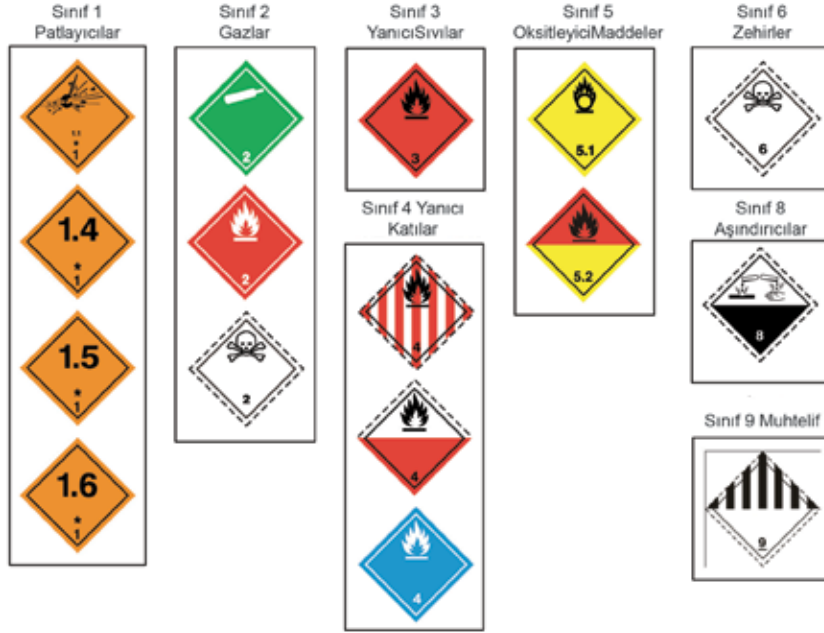 Sınıf 1
Patlayıcılar
1.1
*
1
1.4
*
1
1.5
*
1
1.6
*
1
Sınıf 2
Gazlar
2
2
2
Sınıf 3
YanıcıSıvılar
3
Sınıf 4 Yanıcı
Katılar
4
4
4
Sınıf 5
OksitleyiciMaddeler
5.1
5.2
Sınıf 6
Zehirler
6
Sınıf 8
Aşındırıcılar
8
Sınıf 9 Muhtelif
9